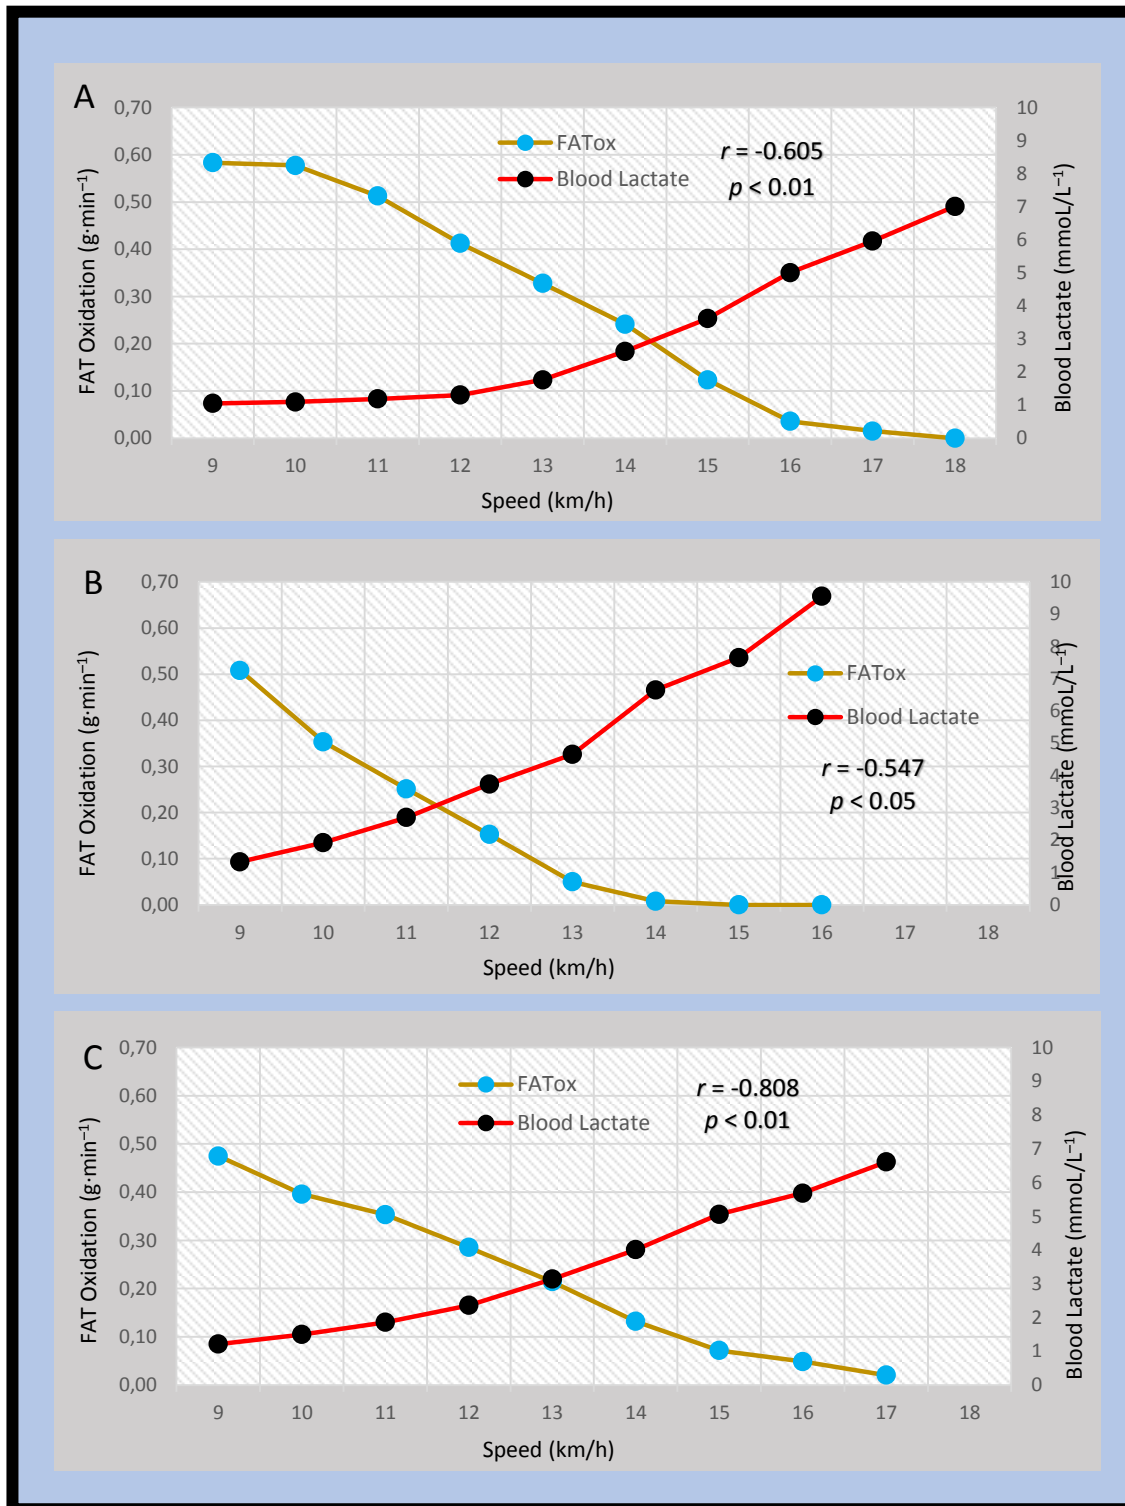 A
0,70
0,60
0,50
0,40
0,30
0,20
0,10
0,00
FAT Oxidation (g·min⁻¹)
FATox
Blood Lactate
r = -0.605
p < 0.01
10
9
8
7
6
5
4
3
2
1
0
Blood Lactate (mmoL/L⁻¹)
9 10 11 12 13 14 15 16 17 18
Speed (km/h)
B
0,70
0,60
0,50
0,40
0,30
0,20
0,10
0,00
FAT Oxidation (g·min⁻¹)
FATox
Blood Lactate
r = -0.547
p < 0.05
10
9
8
7
6
5
4
3
2
1
0
Blood Lactate (mmoL/L⁻¹)
9 10 11 12 13 14 15 16 17 18
Speed (km/h)
C
0,70
0,60
0,50
0,40
0,30
0,20
0,10
0,00
FAT Oxidation (g·min⁻¹)
FATox
Blood Lactate
r = -0.808
p < 0.01
10
9
8
7
6
5
4
3
2
1
0
Blood Lactate (mmoL/L⁻¹)
9 10 11 12 13 14 15 16 17 18
Speed (km/h)